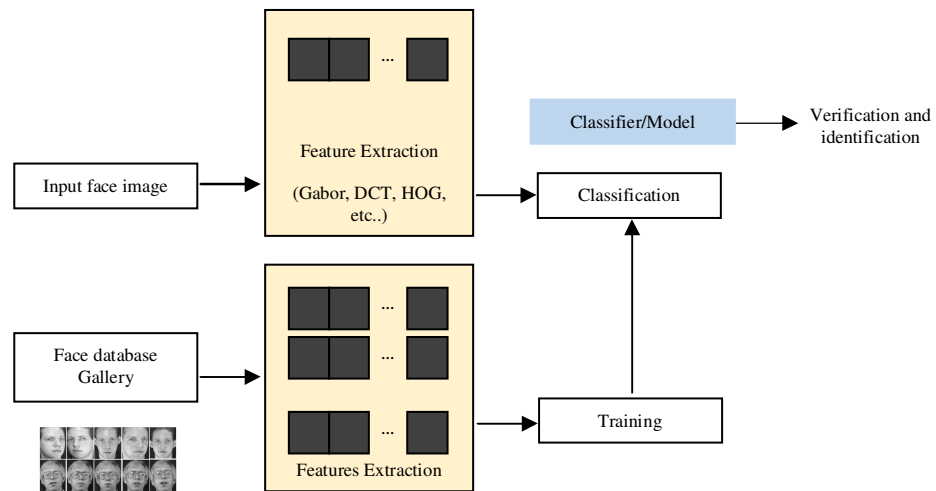 ...
Feature Extraction
(Gabor, DCT, HOG,
etc..)
Input face image
Classifier/Model
Verification and
identification
Classification
...
...
...
Features Extraction
Face database
Gallery
Training